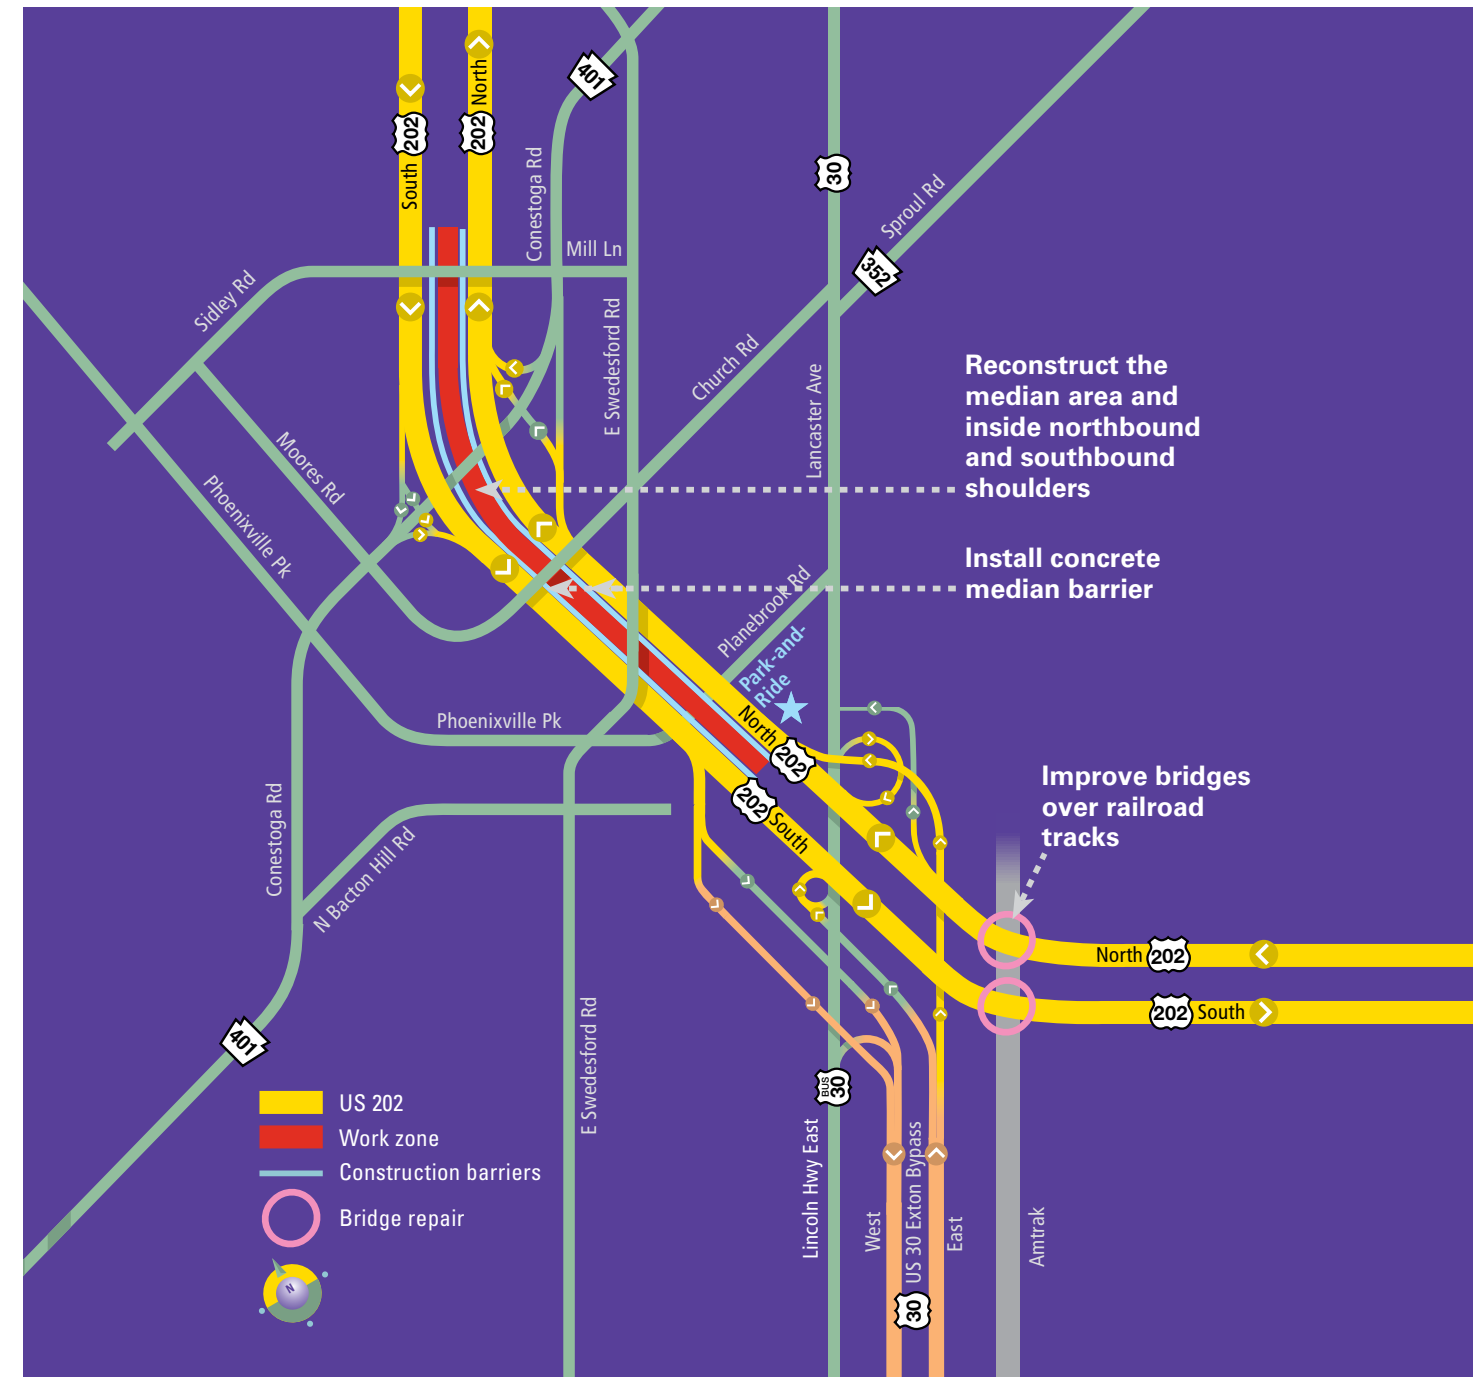 North
401
202
202
South
Conestoga Rd
30
Mill Ln
Sproul Rd
352
Sidley Rd
E Swedesford Rd
Church Rd
Lancaster Ave
Reconstruct the
median area and
inside northbound
and southbound
shoulders
Moores Rd
Phoenixville Pk
Install concrete
median barrier
Planebrook Rd
Park-and-
Ride
Phoenixville Pk
North
202
202
South
Improve bridges
over railroad
tracks
Conestoga Rd
N Bacton Hill Rd
North
202
202
South
401
E Swedesford Rd
BUS
30
US 202
Work zone
Construction barriers
Bridge repair
N
Lincoln Hwy East
West
US 30 Exton Bypass
East
Amtrak
30